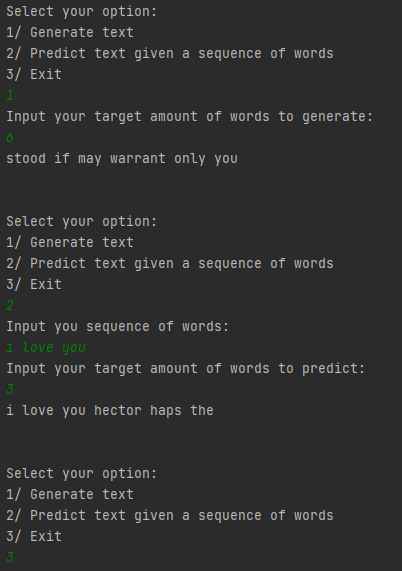 Select your option:
1/ Generate text
2/ Predict text given a sequence of words
3/ Exit
1
Input your target amount of words to generate:
6
stood if may warrant only you
Select your option:
1/ Generate text
2/ Predict text given a sequence of words
3/ Exit
2
Input you sequence of words:
i love you
Input your target amount of words to predict:
3
i love you hector haps the
Select your option:
1/ Generate text
2/ Predict text given a sequence of words
3/ Exit
3